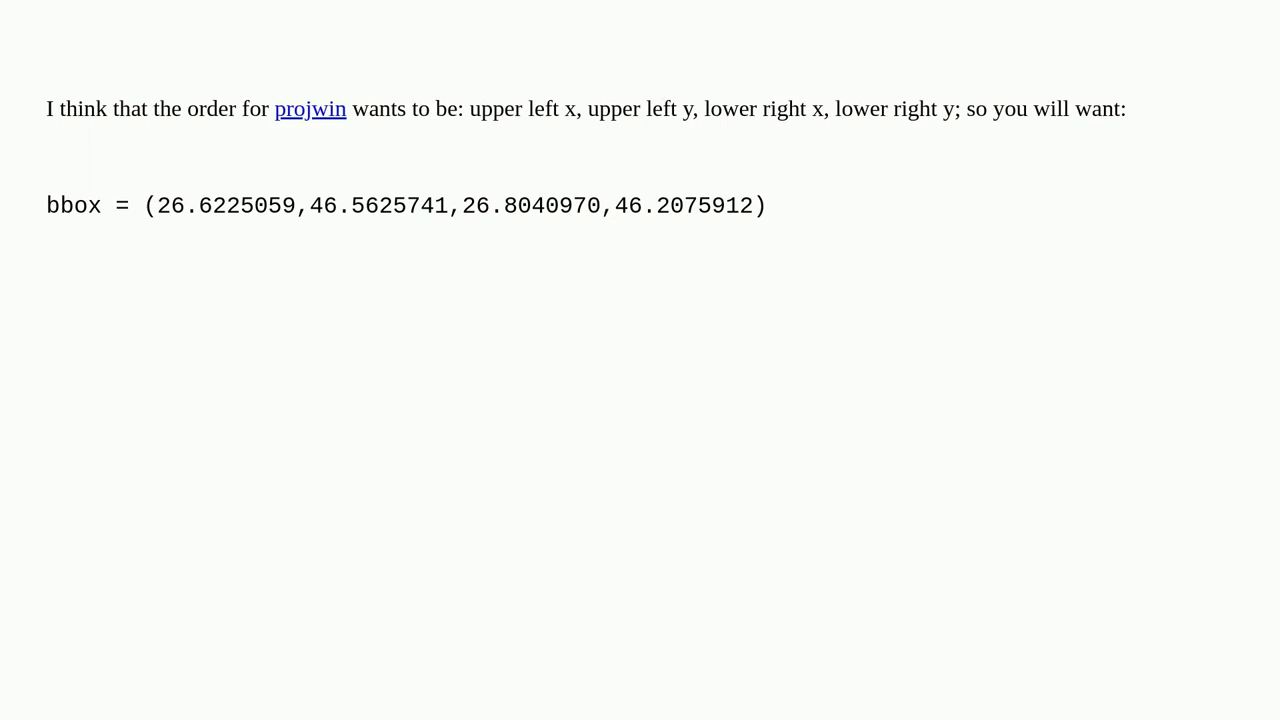 I think that the order for projwin wants to be: upper left x, upper left y, lower right x, lower right y; so you will want:
bbox = (26.6225059,46.5625741,26.8040970,46.2075912)